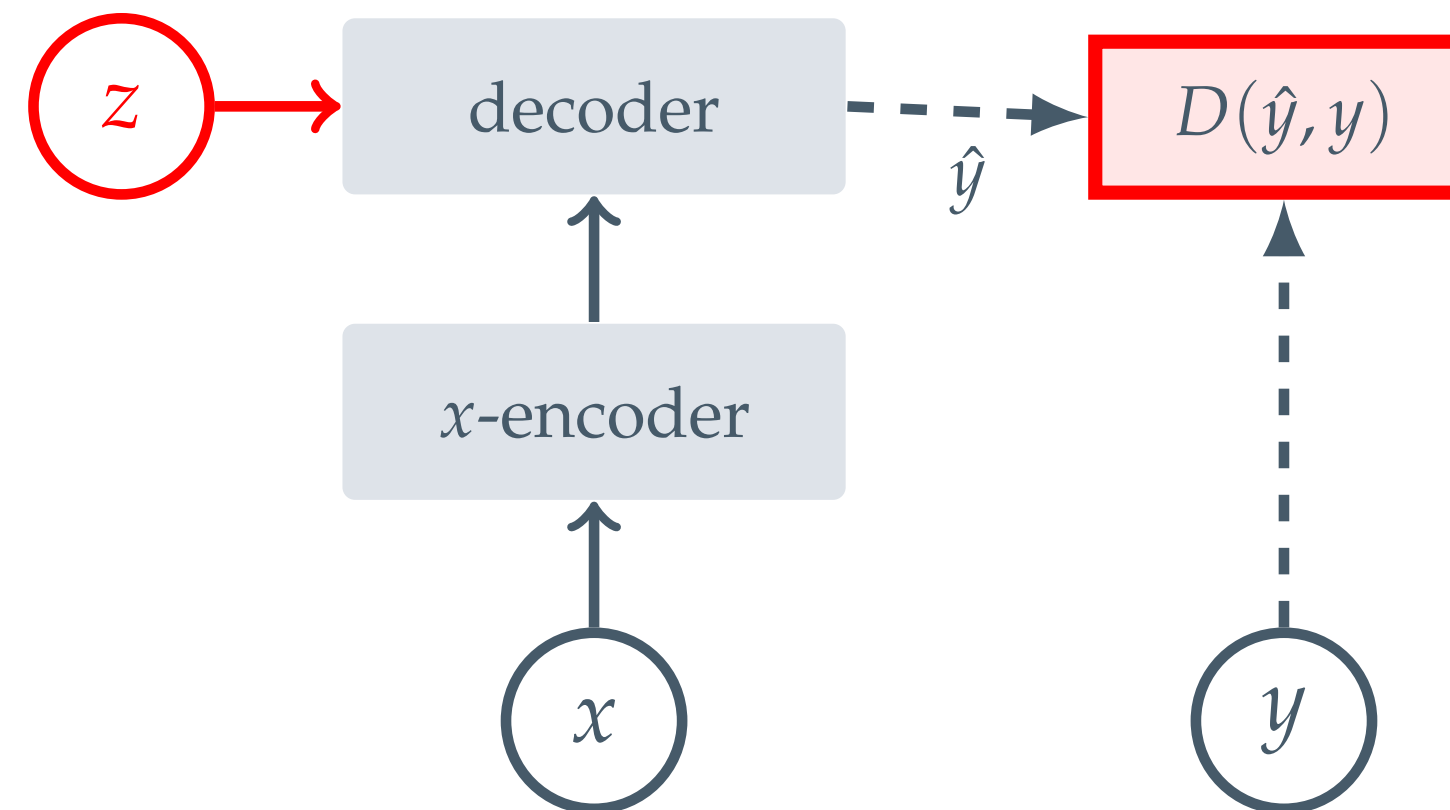 z
decoder
D(ŷ, y)
ŷ
x-encoder
x
y